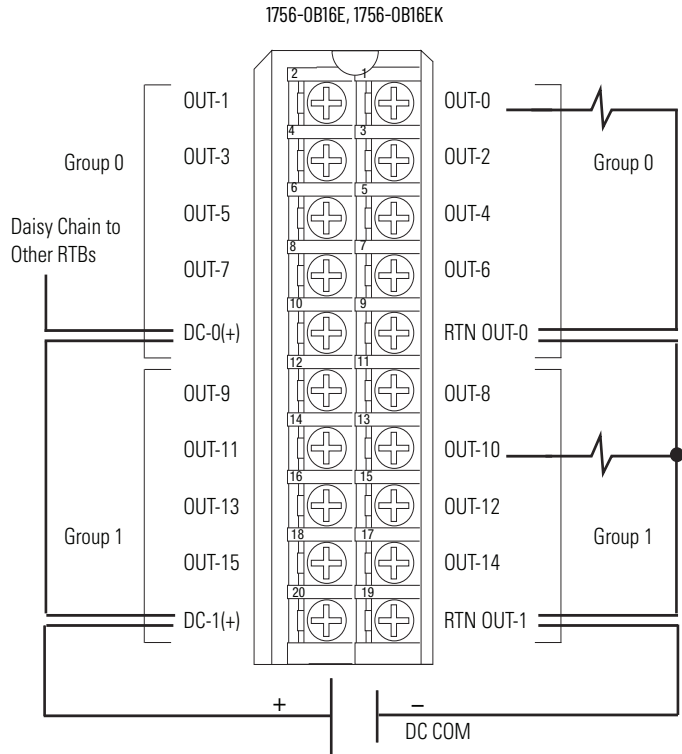 1756-OB16E, 1756-OB16EK
2 1
OUT-1 OUT-0
4 3
Group 0 OUT-3 OUT-2 Group 0
6 5
OUT-5 OUT-4
Daisy Chain to
Other RTBs
8 7
OUT-7 OUT-6
10 9
DC-0(+) RTN OUT-0
12 11
OUT-9 OUT-8
14 13
OUT-11 OUT-10
16 15
OUT-13 OUT-12
Group 1 Group 1
18 17
OUT-15 OUT-14
20 19
DC-1(+) RTN OUT-1
+ –
DC COM